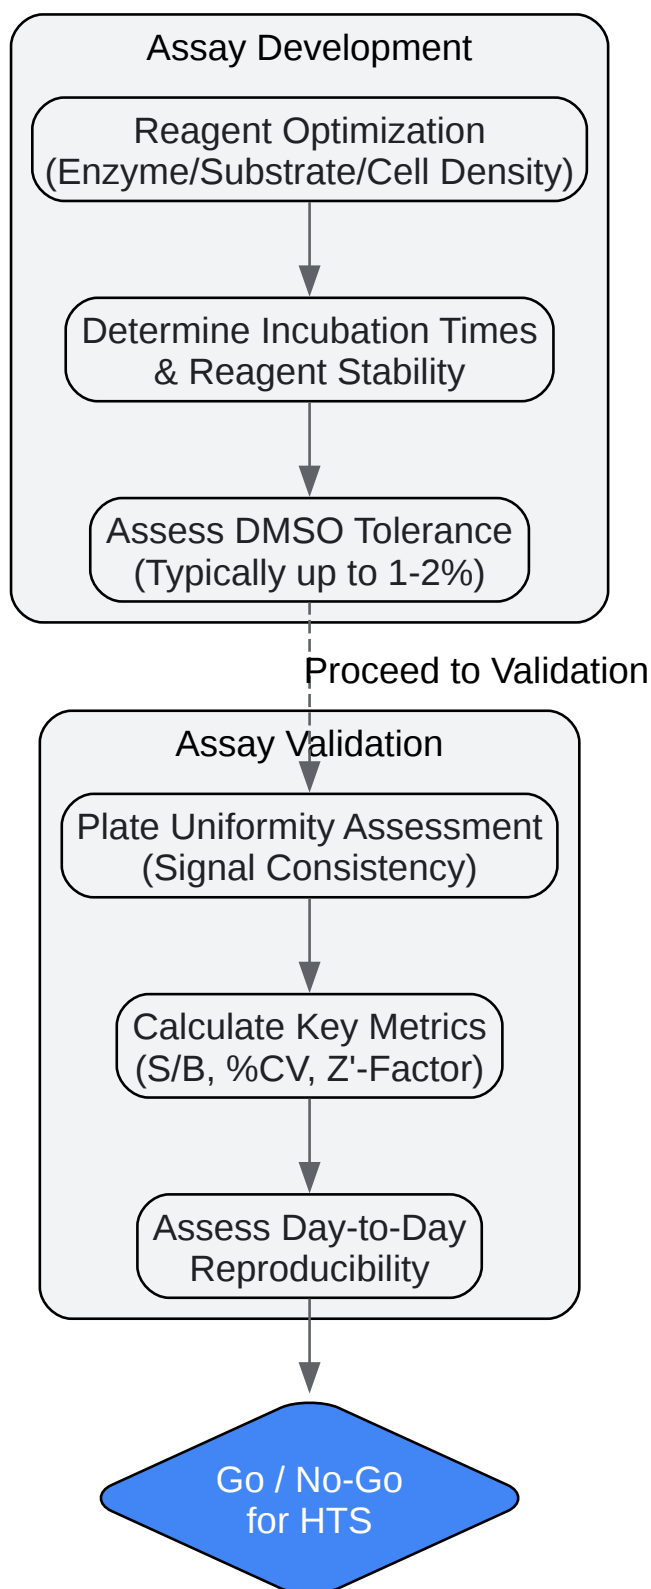 Assay Development
Reagent Optimization
(Enzyme/Substrate/Cell Density)
Determine Incubation Times
& Reagent Stability
Assess DMSO Tolerance
(Typically up to 1-2%)
Proceed to Validation
Assay Validation
Plate Uniformity Assessment
(Signal Consistency)
Calculate Key Metrics
(S/B, %CV, Z'-Factor)
Assess Day-to-Day
Reproducibility
Go / No-Go
for HTS